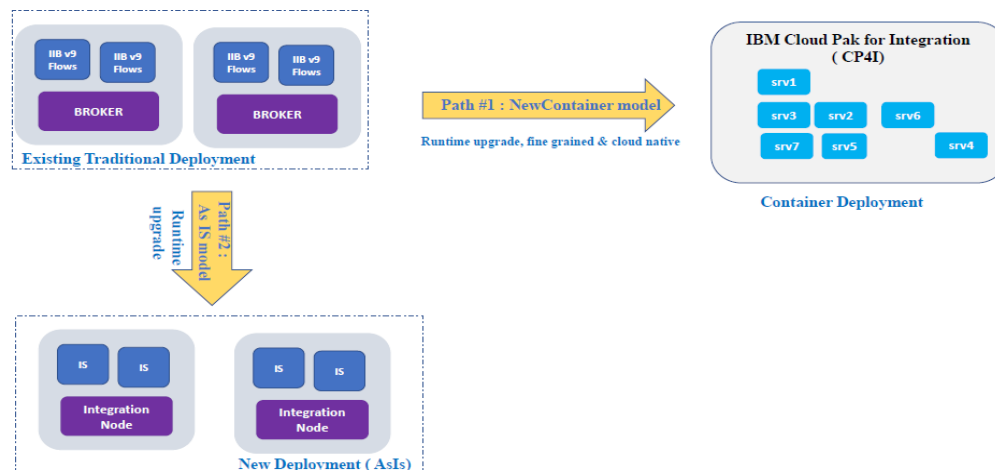 IIB v9
Flows
IIB v9
Flows
BROKER
IIB v9
Flows
IIB v9
Flows
BROKER
Existing Traditional Deployment
Path #1 : NewContainer model
Runtime upgrade, fine grained & cloud native
IBM Cloud Pak for Integration
( CP4I)
srv1
srv3
srv2
srv6
srv7
srv5
srv4
Container Deployment
Path #2 :
As IS model
Runtime
upgrade
IS
IS
Integration
Node
IS
IS
Integration
Node
New Deployment ( AsIs)